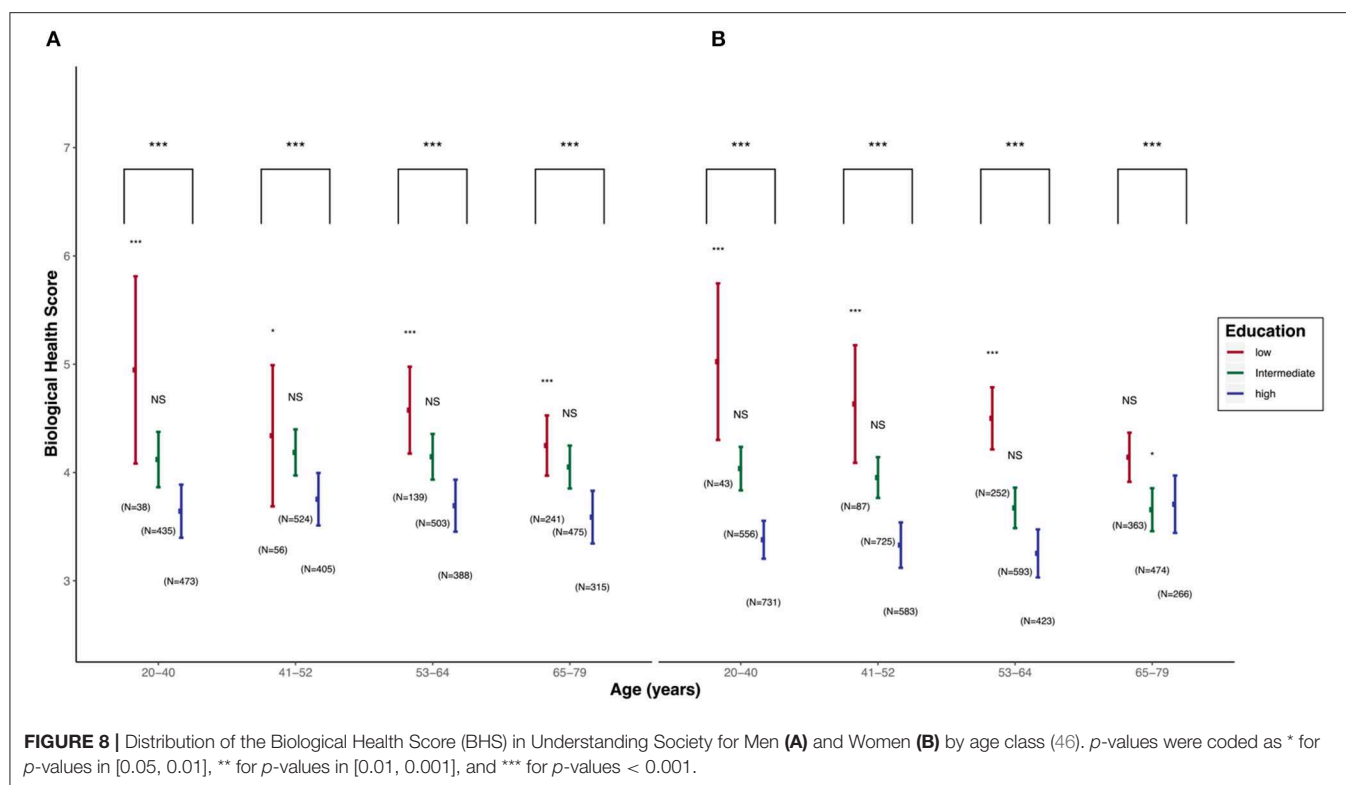 A
B
Biological Health Score
7
6
5
4
3
***
***
***
***
***
***
***
***
***
NS
*
NS
***
NS
***
NS
***
NS
***
NS
***
NS
NS
*
(N=38)
(N=435)
(N=473)
(N=56)
(N=524)
(N=405)
(N=139)
(N=503)
(N=388)
(N=241)
(N=475)
(N=315)
(N=43)
(N=556)
(N=731)
(N=87)
(N=725)
(N=583)
(N=252)
(N=593)
(N=423)
(N=363)
(N=474)
(N=266)
20–40
41–52
53–64
65–79
20–40
41–52
53–64
65–79
Age (years)
Education
low
Intermediate
high
FIGURE 8 | Distribution of the Biological Health Score (BHS) in Understanding Society for Men (A) and Women (B) by age class (46). p-values were coded as * for
p-values in [0.05, 0.01], ** for p-values in [0.01, 0.001], and *** for p-values < 0.001.